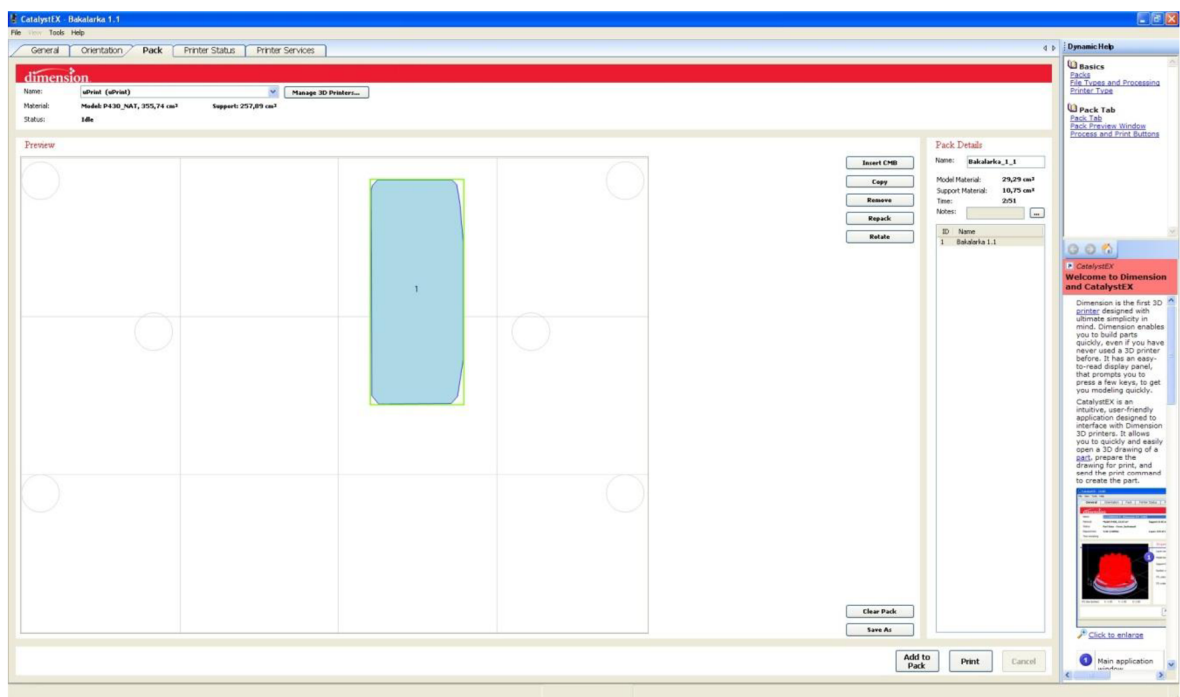 CatalystEX - Bakalarka 1.1
File View Tools Help
General Orientation Pack Printer Status Printer Services
Dynamic Help
dimension
Name: uPrint (uPrint) Manage 3D Printers...
Material: Model: P430_NAT, 355,74 cm³ Support: 257,89 cm³
Status: Idle
Preview
1
Insert CMB
Copy
Remove
Repack
Rotate
Clear Pack
Save As
Pack Details
Name: Bakalarka_1_1
Model Material: 29,29 cm³
Support Material: 10,75 cm³
Time: 2/51
Notes: ...
ID Name
1 Bakalarka 1.1
Add to Pack
Print
Cancel
Basics
Packs
File Types and Processing
Printer Type
Pack Tab
Pack Tab
Pack Preview Window
Process and Print Buttons
CatalystEX
Welcome to Dimension
and CatalystEX
Dimension is the first 3D
printer designed with
ultimate simplicity in
mind. Dimension enables
you to build parts
quickly, even if you have
never used a 3D printer
before. It has an easy-
to-read display panel,
that prompts you to
press a few keys, to get
you modeling quickly.
CatalystEX is an
intuitive, user-friendly
application designed to
interface with Dimension
3D printers. It allows
you to quickly and easily
open a 3D drawing of a
part, prepare the
drawing for print, and
send the print command
to create the part.
Click to enlarge
1 Main application
window